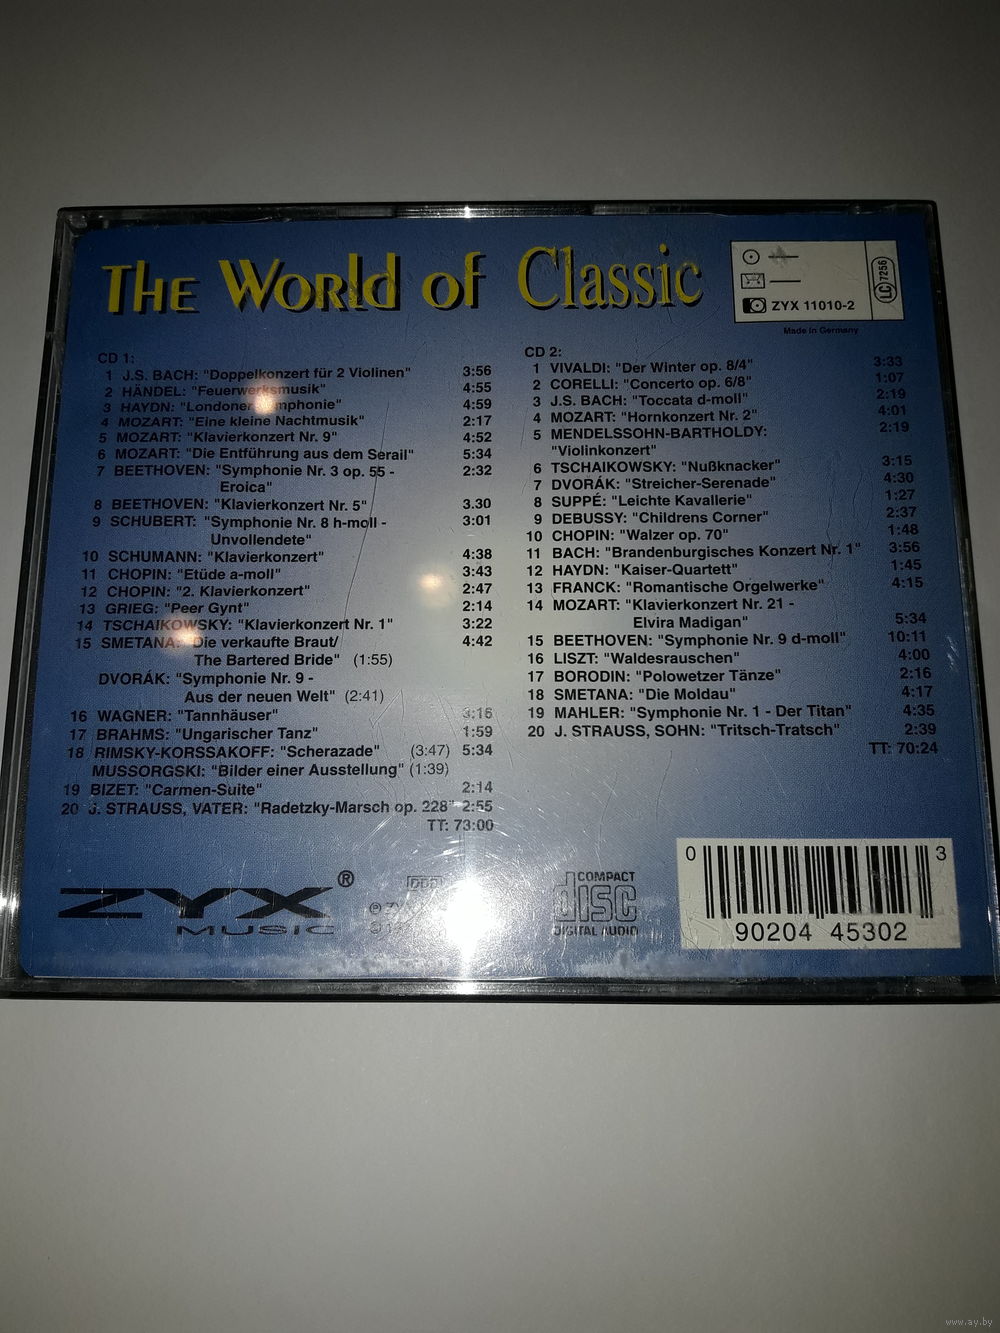 The World of Classic
LC 7256
ZYX 11010-2
Made in Germany
CD 1:
1 J.S. BACH: "Doppelkonzert für 2 Violinen" 3:56
2 HÄNDEL: "Feuerwerksmusik" 4:55
3 HAYDN: "Londoner Symphonie" 4:59
4 MOZART: "Eine kleine Nachtmusik" 2:17
5 MOZART: "Klavierkonzert Nr. 9" 4:52
6 MOZART: "Die Entführung aus dem Serail" 5:34
7 BEETHOVEN: "Symphonie Nr. 3 op. 55 - 2:32
Eroica"
8 BEETHOVEN: "Klavierkonzert Nr. 5" 3.30
9 SCHUBERT: "Symphonie Nr. 8 h-moll - 3:01
Unvollendete"
10 SCHUMANN: "Klavierkonzert" 4:38
11 CHOPIN: "Etüde a-moll" 3:43
12 CHOPIN: "2. Klavierkonzert" 2:47
13 GRIEG: "Peer Gynt" 2:14
14 TSCHAIKOWSKY: "Klavierkonzert Nr. 1" 3:22
15 SMETANA: "Die verkaufte Braut/ 4:42
The Bartered Bride" (1:55)
DVORÁK: "Symphonie Nr. 9 -
Aus der neuen Welt" (2:41)
16 WAGNER: "Tannhäuser" 3:16
17 BRAHMS: "Ungarischer Tanz" 1:59
18 RIMSKY-KORSSAKOFF: "Scherazade" (3:47) 5:34
MUSSORGSKI: "Bilder einer Ausstellung" (1:39)
19 BIZET: "Carmen-Suite" 2:14
20 J. STRAUSS, VATER: "Radetzky-Marsch op. 228" 2:55
TT: 73:00
CD 2:
1 VIVALDI: "Der Winter op. 8/4" 3:33
2 CORELLI: "Concerto op. 6/8" 1:07
3 J.S. BACH: "Toccata d-moll" 2:19
4 MOZART: "Hornkonzert Nr. 2" 4:01
5 MENDELSSOHN-BARTHOLDY: 2:19
"Violinkonzert"
6 TSCHAIKOWSKY: "Nußknacker" 3:15
7 DVORÁK: "Streicher-Serenade" 4:30
8 SUPPÉ: "Leichte Kavallerie" 1:27
9 DEBUSSY: "Childrens Corner" 2:37
10 CHOPIN: "Walzer op. 70" 1:48
11 BACH: "Brandenburgisches Konzert Nr. 1" 3:56
12 HAYDN: "Kaiser-Quartett" 1:45
13 FRANCK: "Romantische Orgelwerke" 4:15
14 MOZART: "Klavierkonzert Nr. 21 -
Elvira Madigan" 5:34
15 BEETHOVEN: "Symphonie Nr. 9 d-moll" 10:11
16 LISZT: "Waldesrauschen" 4:00
17 BORODIN: "Polowetzer Tänze" 2:16
18 SMETANA: "Die Moldau" 4:17
19 MAHLER: "Symphonie Nr. 1 - Der Titan" 4:35
20 J. STRAUSS, SOHN: "Tritsch-Tratsch" 2:39
TT: 70:24
ZYX ®
MUSIC
DDD
COMPACT
disc
DIGITAL AUDIO
0 90204 45302 3
www.ay.by